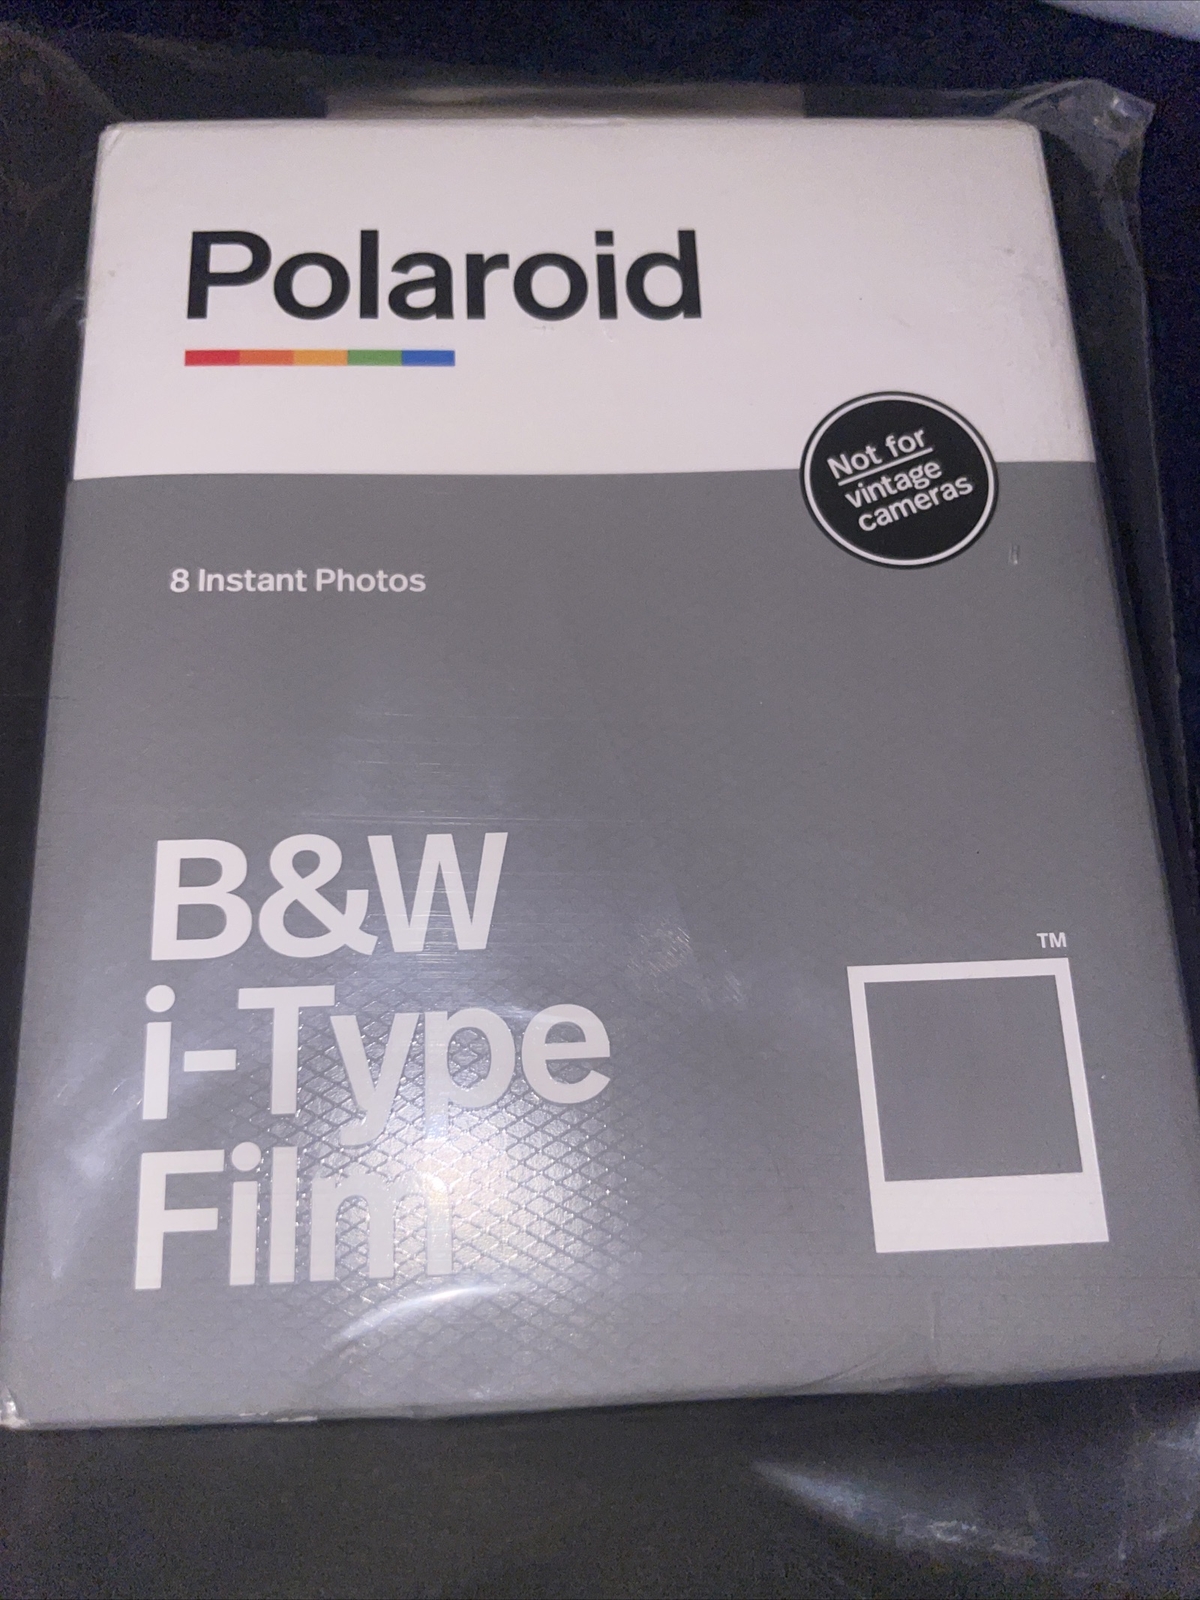 Polaroid
Not for
vintage
cameras
8 Instant Photos
B&W
i-Type
Film
TM